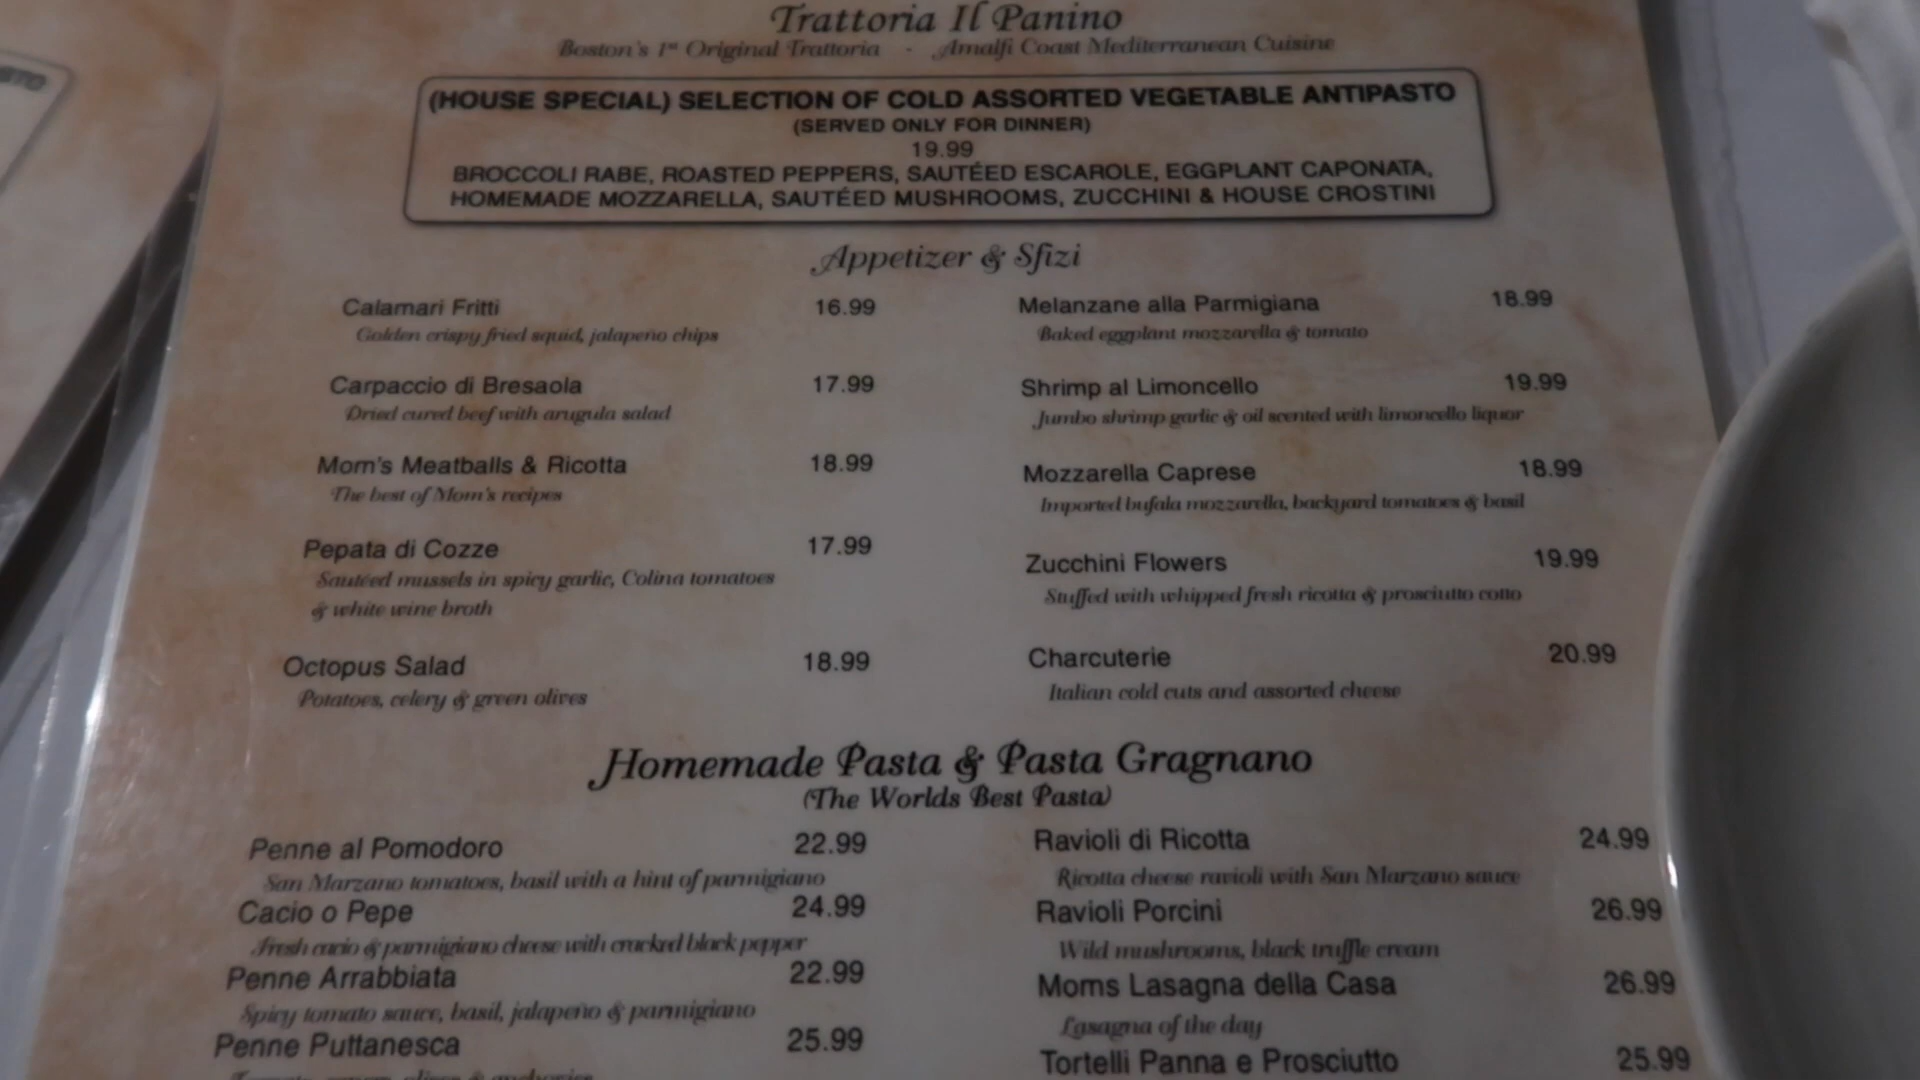 Trattoria Il Panino
Boston's 1st Original Trattoria - Amalfi Coast Mediterranean Cuisine
(HOUSE SPECIAL) SELECTION OF COLD ASSORTED VEGETABLE ANTIPASTO
(SERVED ONLY FOR DINNER)
19.99
BROCCOLI RABE, ROASTED PEPPERS, SAUTÉED ESCAROLE, EGGPLANT CAPONATA,
HOMEMADE MOZZARELLA, SAUTÉED MUSHROOMS, ZUCCHINI & HOUSE CROSTINI
Appetizer & Sfizi
Calamari Fritti 16.99
Golden crispy fried squid, jalapeno chips
Carpaccio di Bresaola 17.99
Dried cured beef with arugula salad
Mom's Meatballs & Ricotta 18.99
The best of Mom's recipes
Pepata di Cozze 17.99
Sautéed mussels in spicy garlic, Colina tomatoes
& white wine broth
Octopus Salad 18.99
Potatoes, celery & green olives
Melanzane alla Parmigiana 18.99
Baked eggplant mozzarella & tomato
Shrimp al Limoncello 19.99
Jumbo shrimp garlic & oil scented with limoncello liquor
Mozzarella Caprese 18.99
Imported bufala mozzarella, backyard tomatoes & basil
Zucchini Flowers 19.99
Stuffed with whipped fresh ricotta & prosciutto cotto
Charcuterie 20.99
Italian cold cuts and assorted cheese
Homemade Pasta & Pasta Gragnano
(The Worlds Best Pasta)
Penne al Pomodoro 22.99
San Marzano tomatoes, basil with a hint of parmigiano
Cacio o Pepe 24.99
Fresh cacio & parmigiano cheese with cracked black pepper
Penne Arrabbiata 22.99
Spicy tomato sauce, basil, jalapeño & parmigiano
Penne Puttanesca 25.99
Ravioli di Ricotta 24.99
Ricotta cheese ravioli with San Marzano sauce
Ravioli Porcini 26.99
Wild mushrooms, black truffle cream
Moms Lasagna della Casa 26.99
Lasagna of the day
Tortelli Panna e Prosciutto 25.99